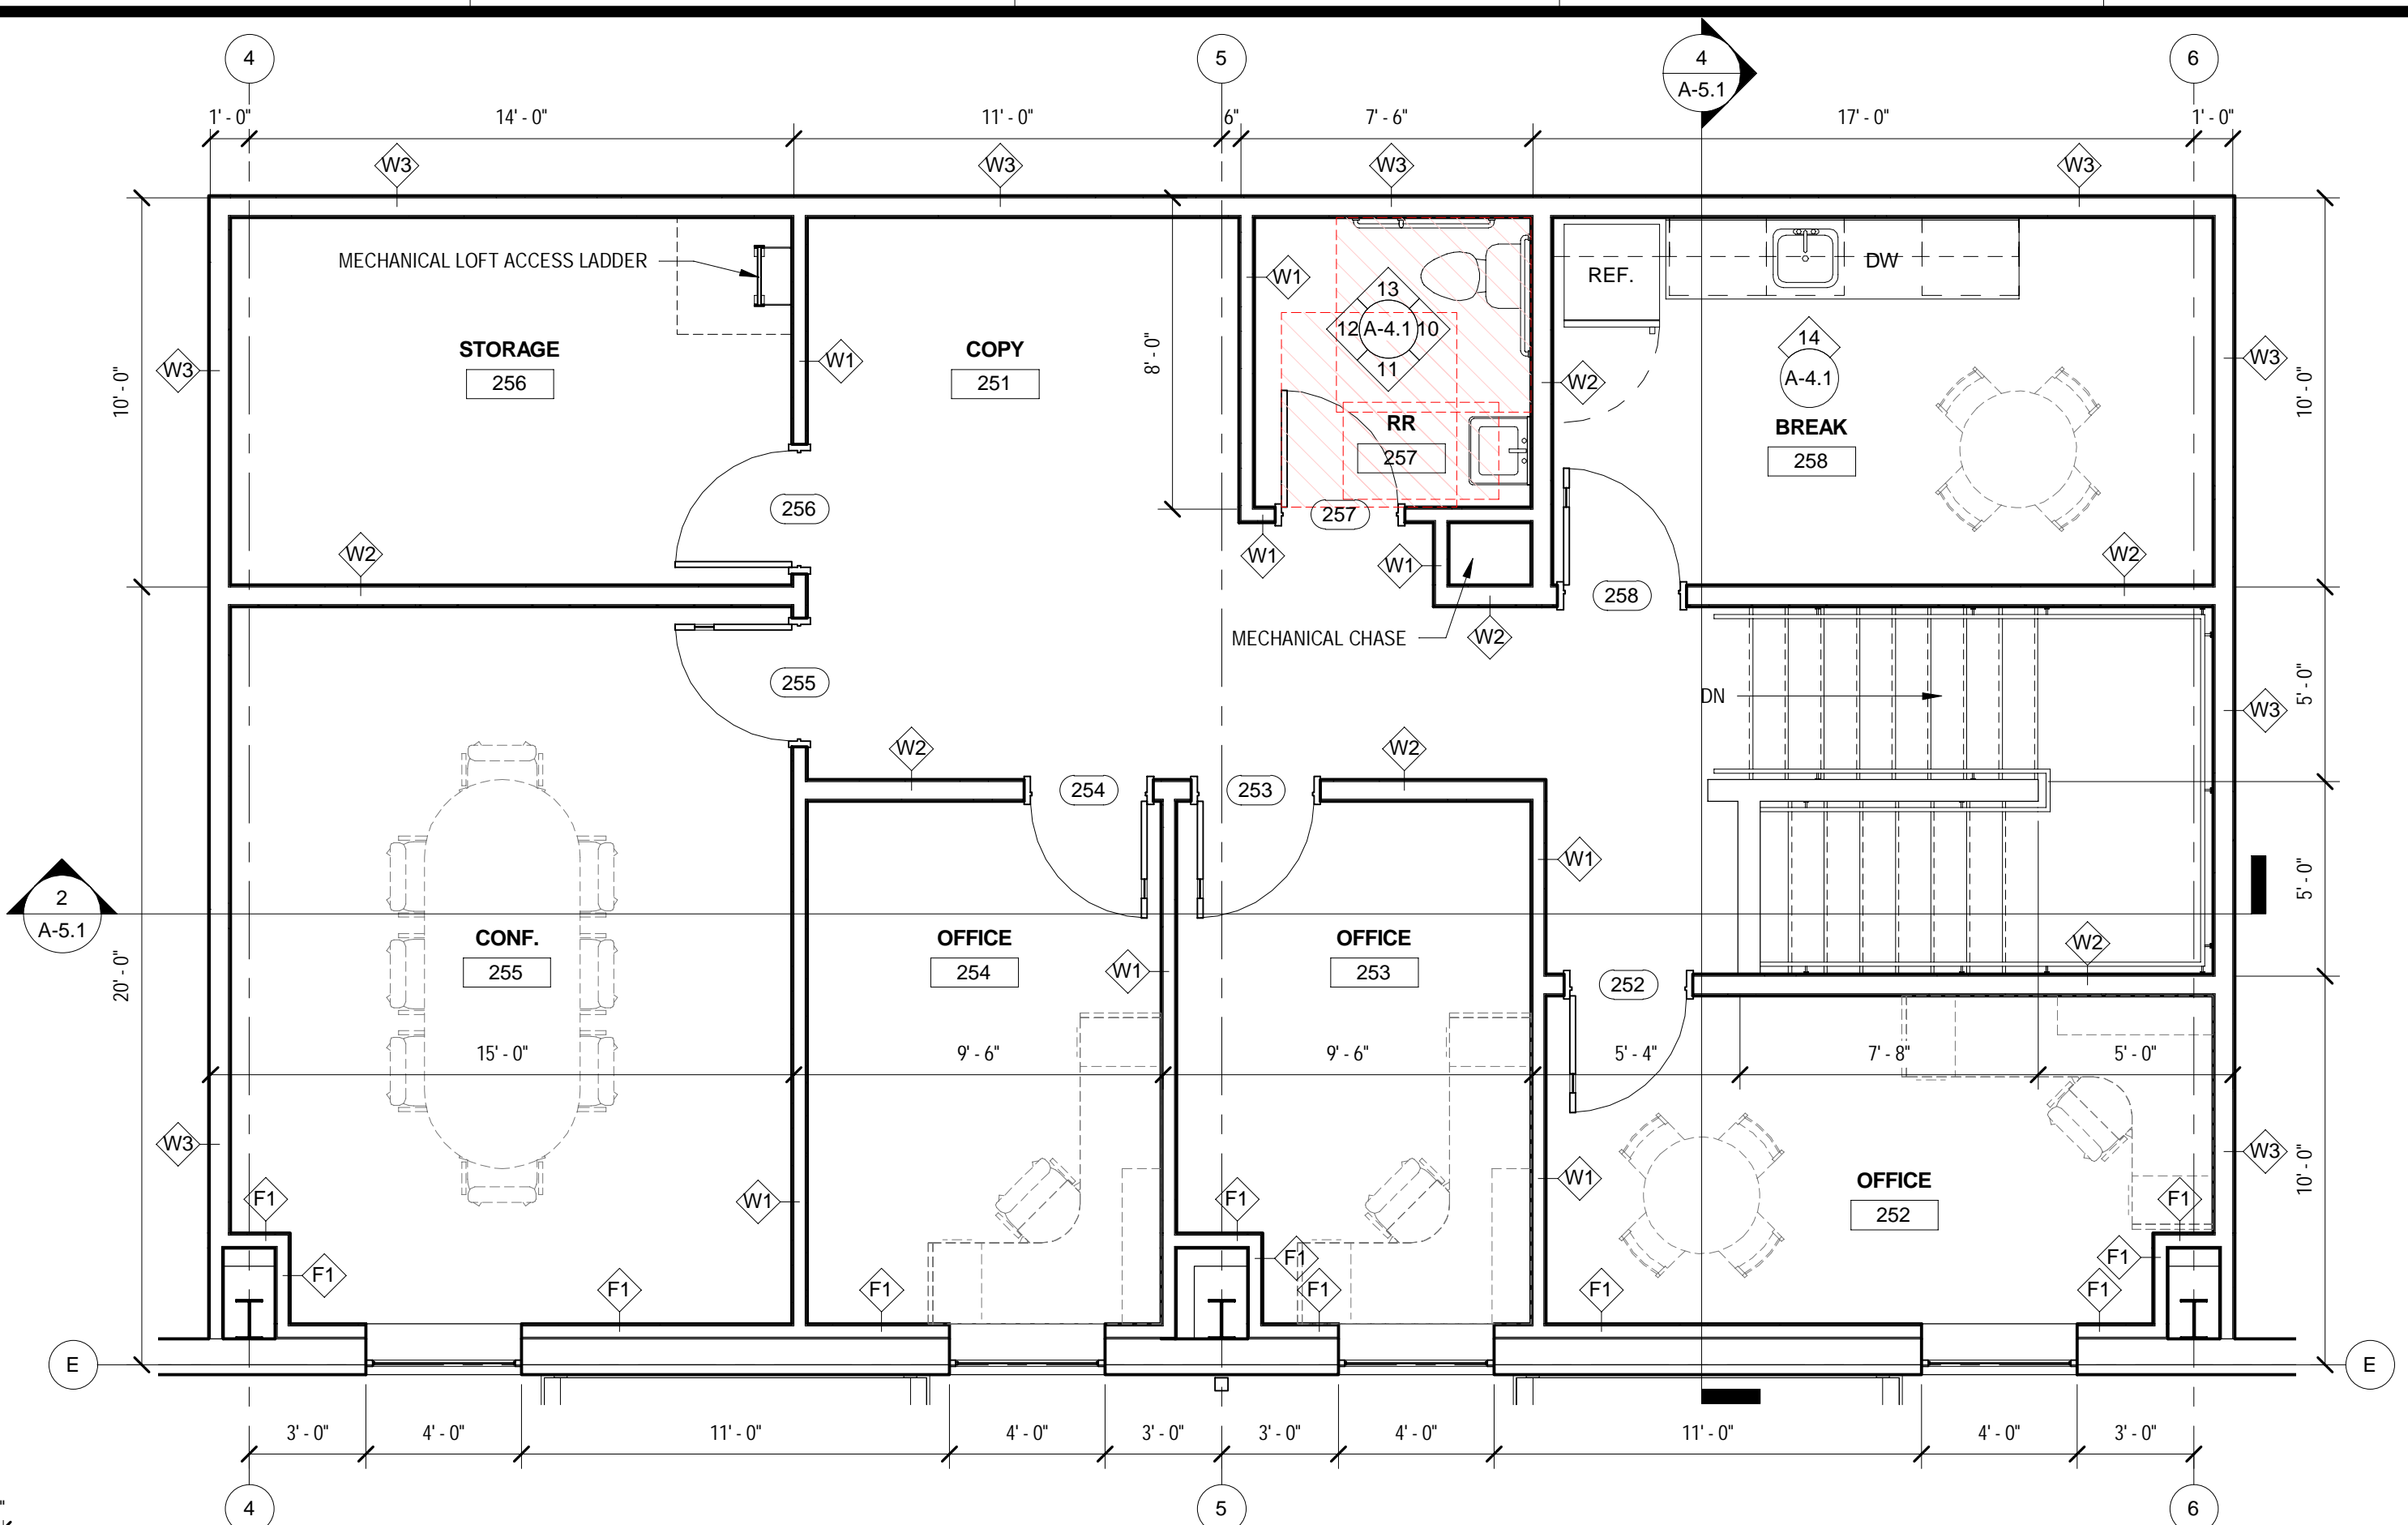 4
5
4
A-5.1
6
1' - 0"
14' - 0"
11' - 0"
6"
7' - 6"
17' - 0"
1' - 0"
W3
W3
W3
W3
MECHANICAL LOFT ACCESS LADDER
W1
13
12
A-4.1
10
11
REF.
DW
STORAGE
256
W3
W1
COPY
251
8' - 0"
10' - 0"
RR
257
W2
14
A-4.1
BREAK
258
W3
10' - 0"
256
257
W2
W1
W1
W2
258
MECHANICAL CHASE
W2
255
DN
5' - 0"
W3
W2
254
253
W2
W1
5' - 0"
2
A-5.1
20' - 0"
CONF.
255
OFFICE
254
W1
OFFICE
253
W2
252
15' - 0"
9' - 6"
9' - 6"
5' - 4"
7' - 8"
5' - 0"
W3
W3
10' - 0"
W1
W1
OFFICE
252
F1
F1
F1
F1
F1
F1
F1
F1
F1
F1
F1
E
E
3' - 0"
4' - 0"
11' - 0"
4' - 0"
3' - 0"
3' - 0"
4' - 0"
11' - 0"
4' - 0"
3' - 0"
4
5
6